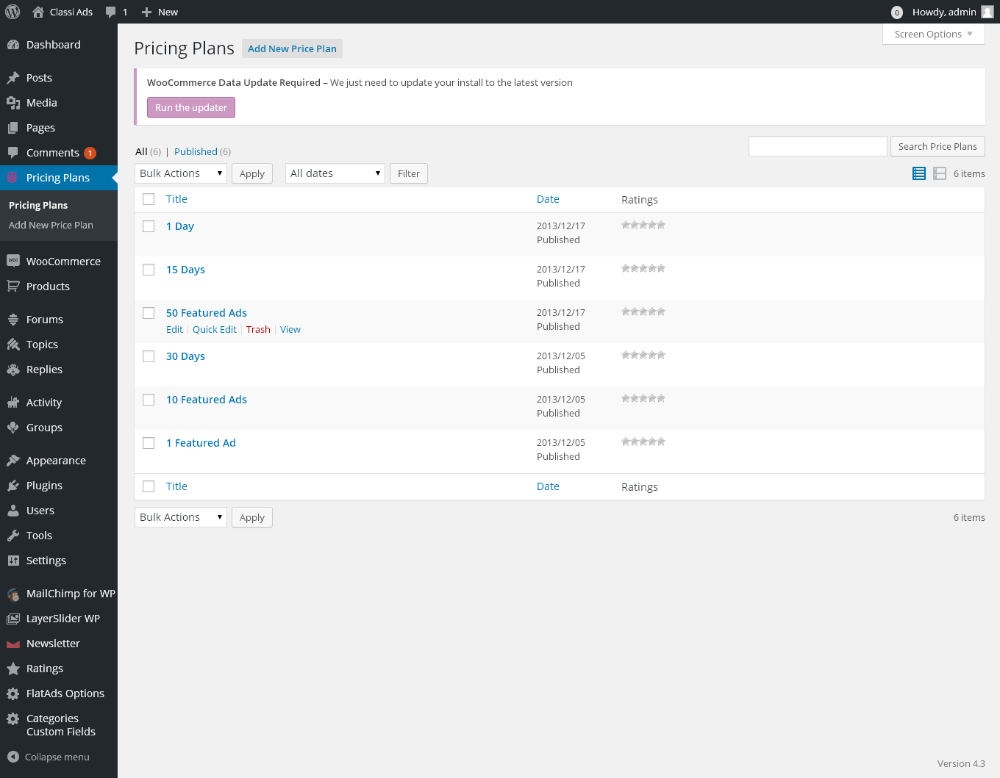 Classi Ads 1 New 0 Howdy, admin
Screen Options
Dashboard
Posts
Media
Pages
Comments 1
Pricing Plans
Pricing Plans
Add New Price Plan
WooCommerce
Products
Forums
Topics
Replies
Activity
Groups
Appearance
Plugins
Users
Tools
Settings
MailChimp for WP
LayerSlider WP
Newsletter
Ratings
FlatAds Options
Categories
Custom Fields
Collapse menu
Pricing Plans Add New Price Plan
WooCommerce Data Update Required – We just need to update your install to the latest version
Run the updater
All (6) | Published (6)
Search Price Plans
Bulk Actions Apply All dates Filter 6 items
Title Date Ratings
1 Day 2013/12/17
Published
15 Days 2013/12/17
Published
50 Featured Ads 2013/12/17
Edit | Quick Edit | Trash | View Published
30 Days 2013/12/05
Published
10 Featured Ads 2013/12/05
Published
1 Featured Ad 2013/12/05
Published
Title Date Ratings
Bulk Actions Apply 6 items
Version 4.3